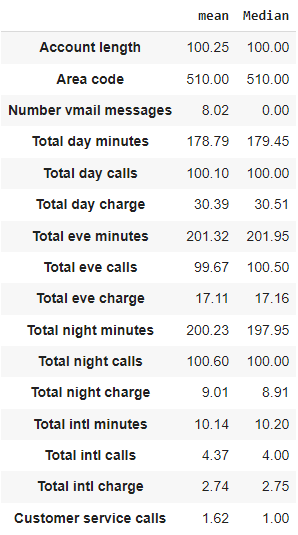 mean Median
Account length 100.25 100.00
Area code 510.00 510.00
Number vmail messages 8.02 0.00
Total day minutes 178.79 179.45
Total day calls 100.10 100.00
Total day charge 30.39 30.51
Total eve minutes 201.32 201.95
Total eve calls 99.67 100.50
Total eve charge 17.11 17.16
Total night minutes 200.23 197.95
Total night calls 100.60 100.00
Total night charge 9.01 8.91
Total intl minutes 10.14 10.20
Total intl calls 4.37 4.00
Total intl charge 2.74 2.75
Customer service calls 1.62 1.00